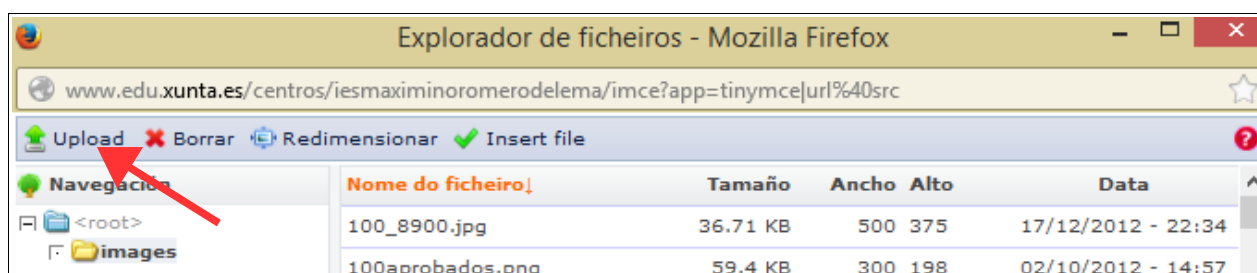 Explorador de ficheiros - Mozilla Firefox
www.edu.xunta.es/centros/iesmaximinoromerodelema/imce?app=tinymce|url%40src
Upload Borrar Redimensionar Insert file
Navegación Nome do ficheiro↓ Tamaño Ancho Alto Data
<root> 100_8900.jpg 36.71 KB 500 375 17/12/2012 - 22:34
images
100aprobados.png 59.4 KB 300 198 02/10/2012 - 14:57